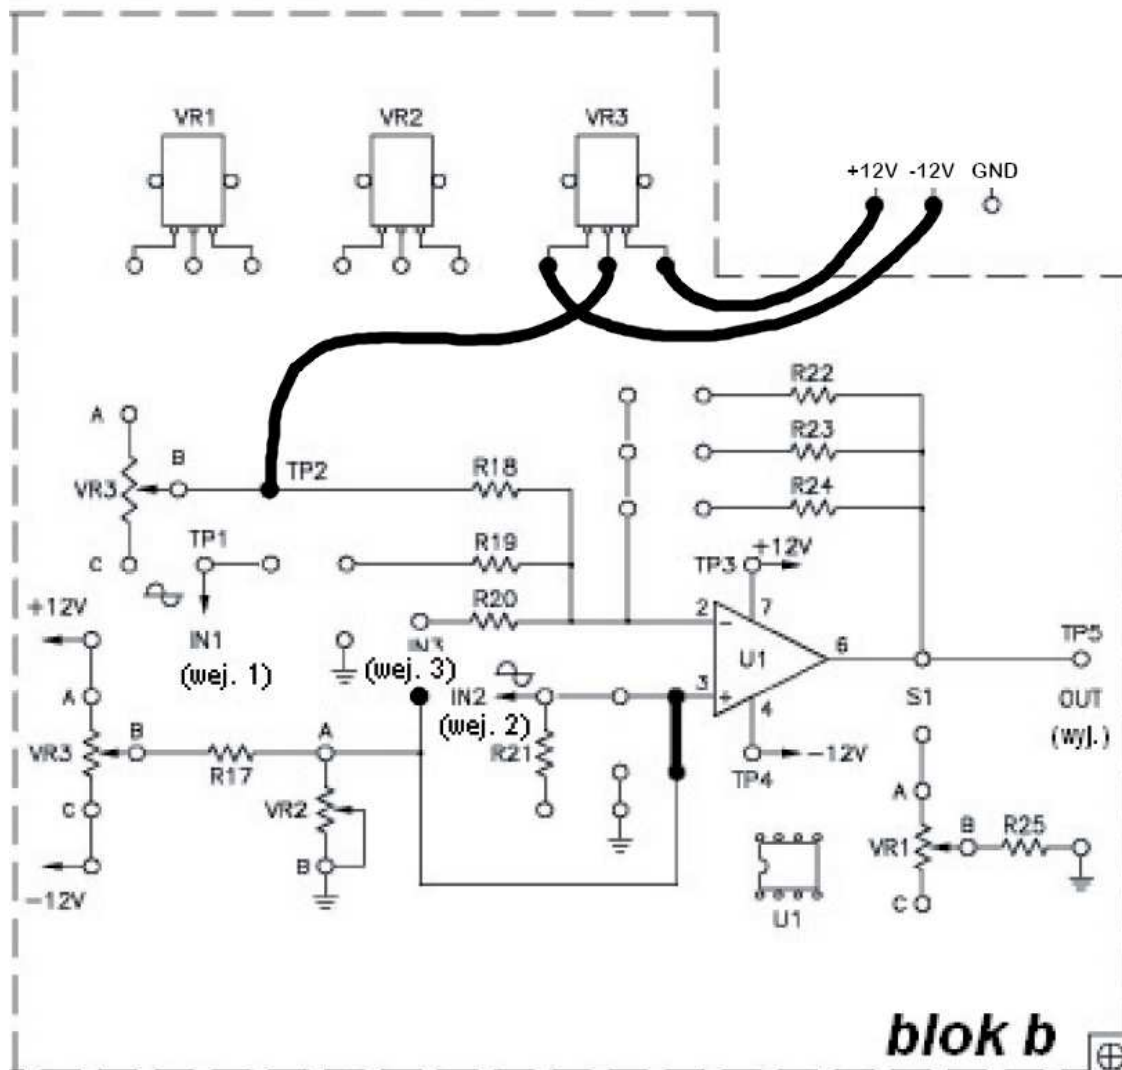 VR1 VR2 VR3
+12V -12V GND
R22
A
R23
B TP2 R18
VR3 R24
TP1 R19 TP3 +12V
C
R20 2 − 7
+12V IN1 IN3 U1 6 TP5
(wej. 1) (wej. 3) IN2 3 + S1 OUT
A (wej. 2) 4 (wyj.)
B A R21 −12V
VR3 R17 TP4
C VR2 A B R25
VR1
B
−12V U1 C
blok b